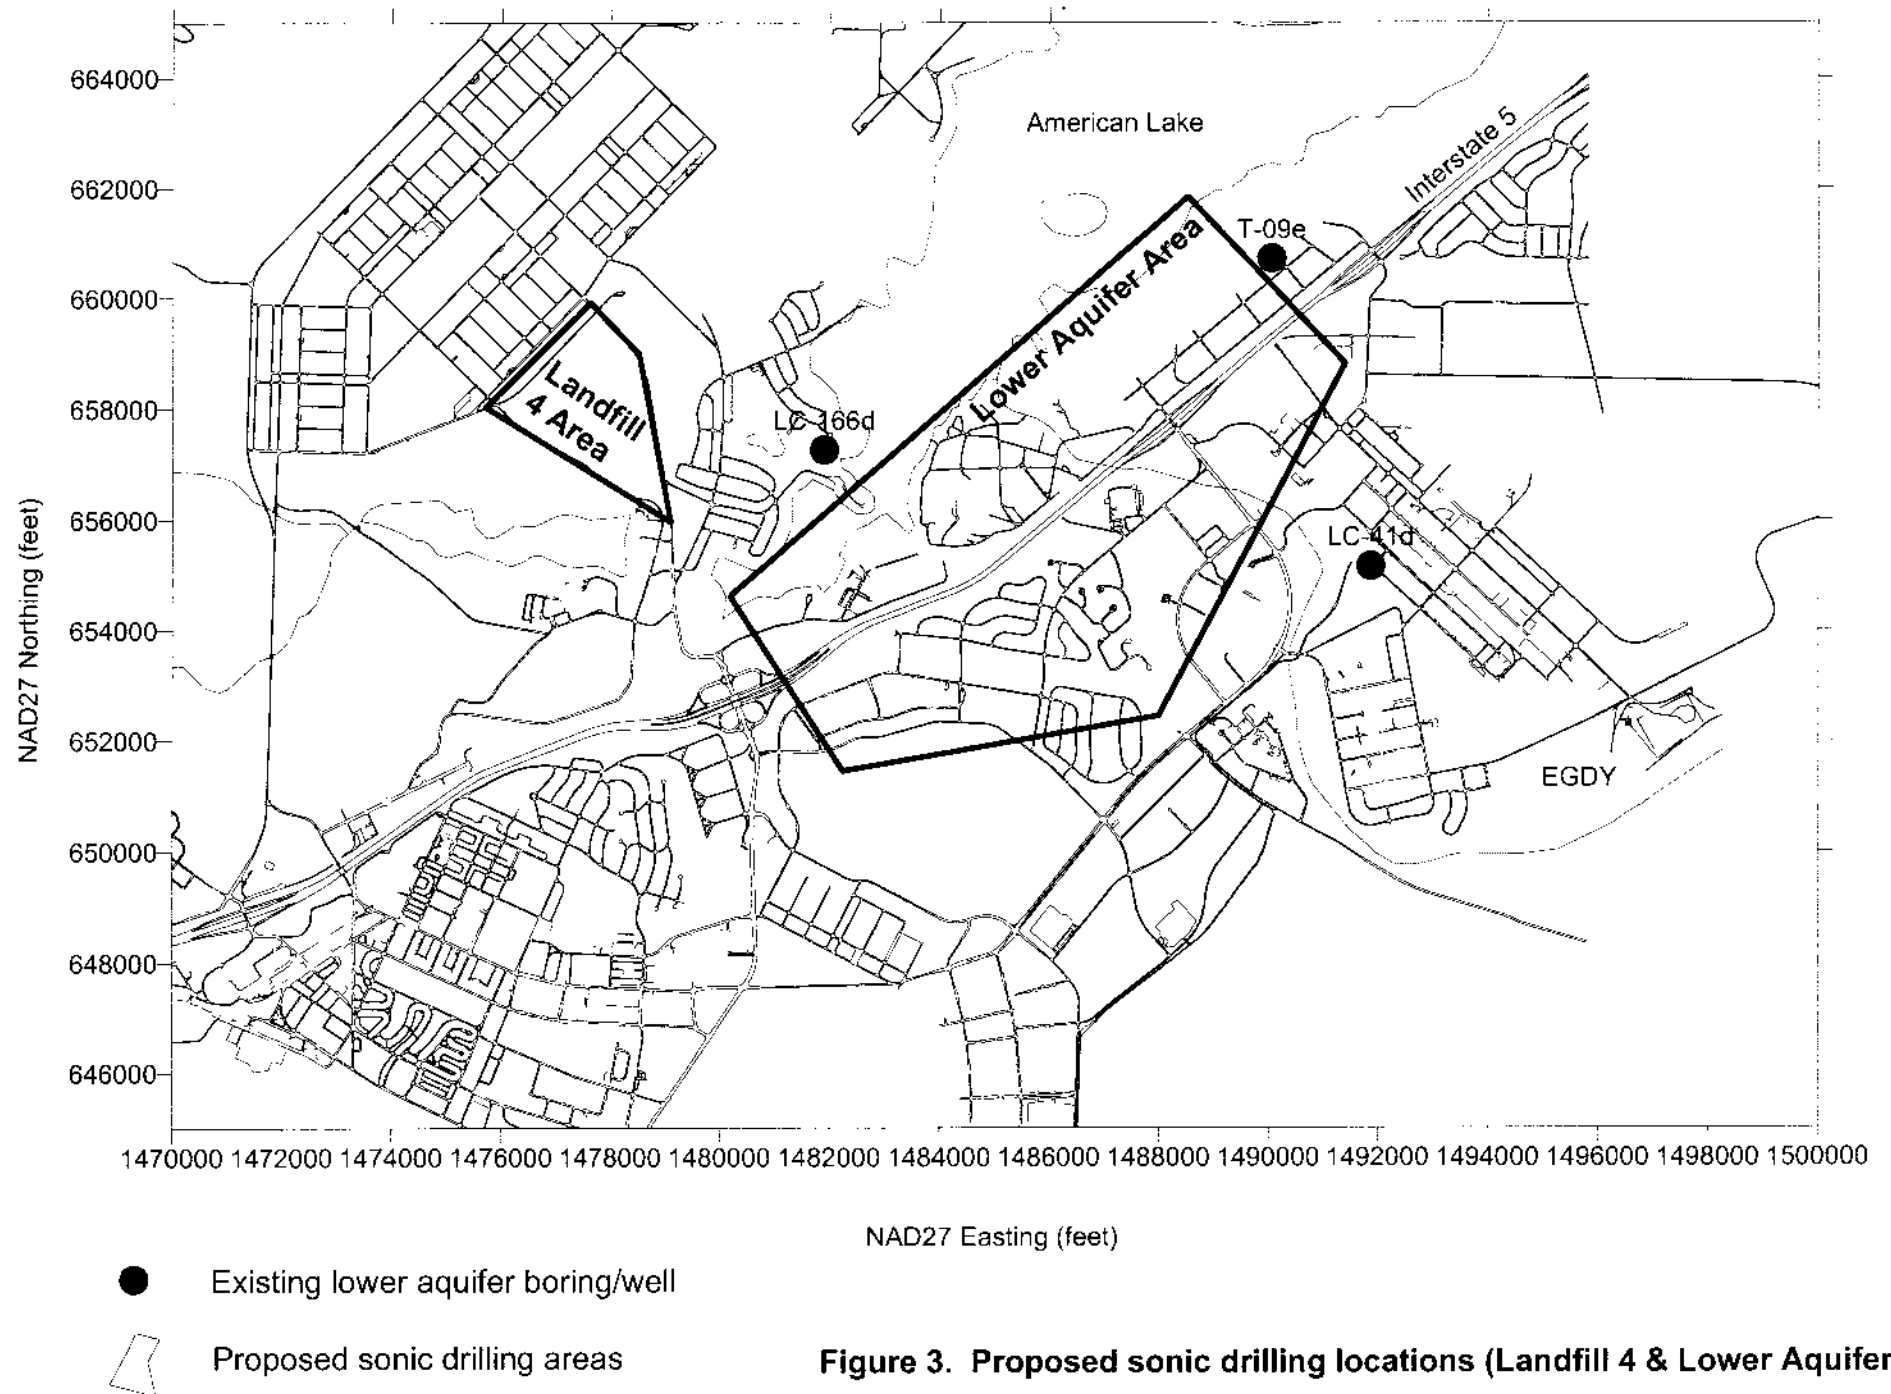 664000
662000
660000
658000
656000
654000
652000
650000
648000
646000
NAD27 Northing (feet)
American Lake
Interstate 5
T-09e
Lower Aquifer Area
Landfill
4 Area
LC-166d
LC-41d
EGDY
1470000 1472000 1474000 1476000 1478000 1480000 1482000 1484000 1486000 1488000 1490000 1492000 1494000 1496000 1498000 1500000
NAD27 Easting (feet)
Existing lower aquifer boring/well
Proposed sonic drilling areas
Figure 3. Proposed sonic drilling locations (Landfill 4 & Lower Aquifer